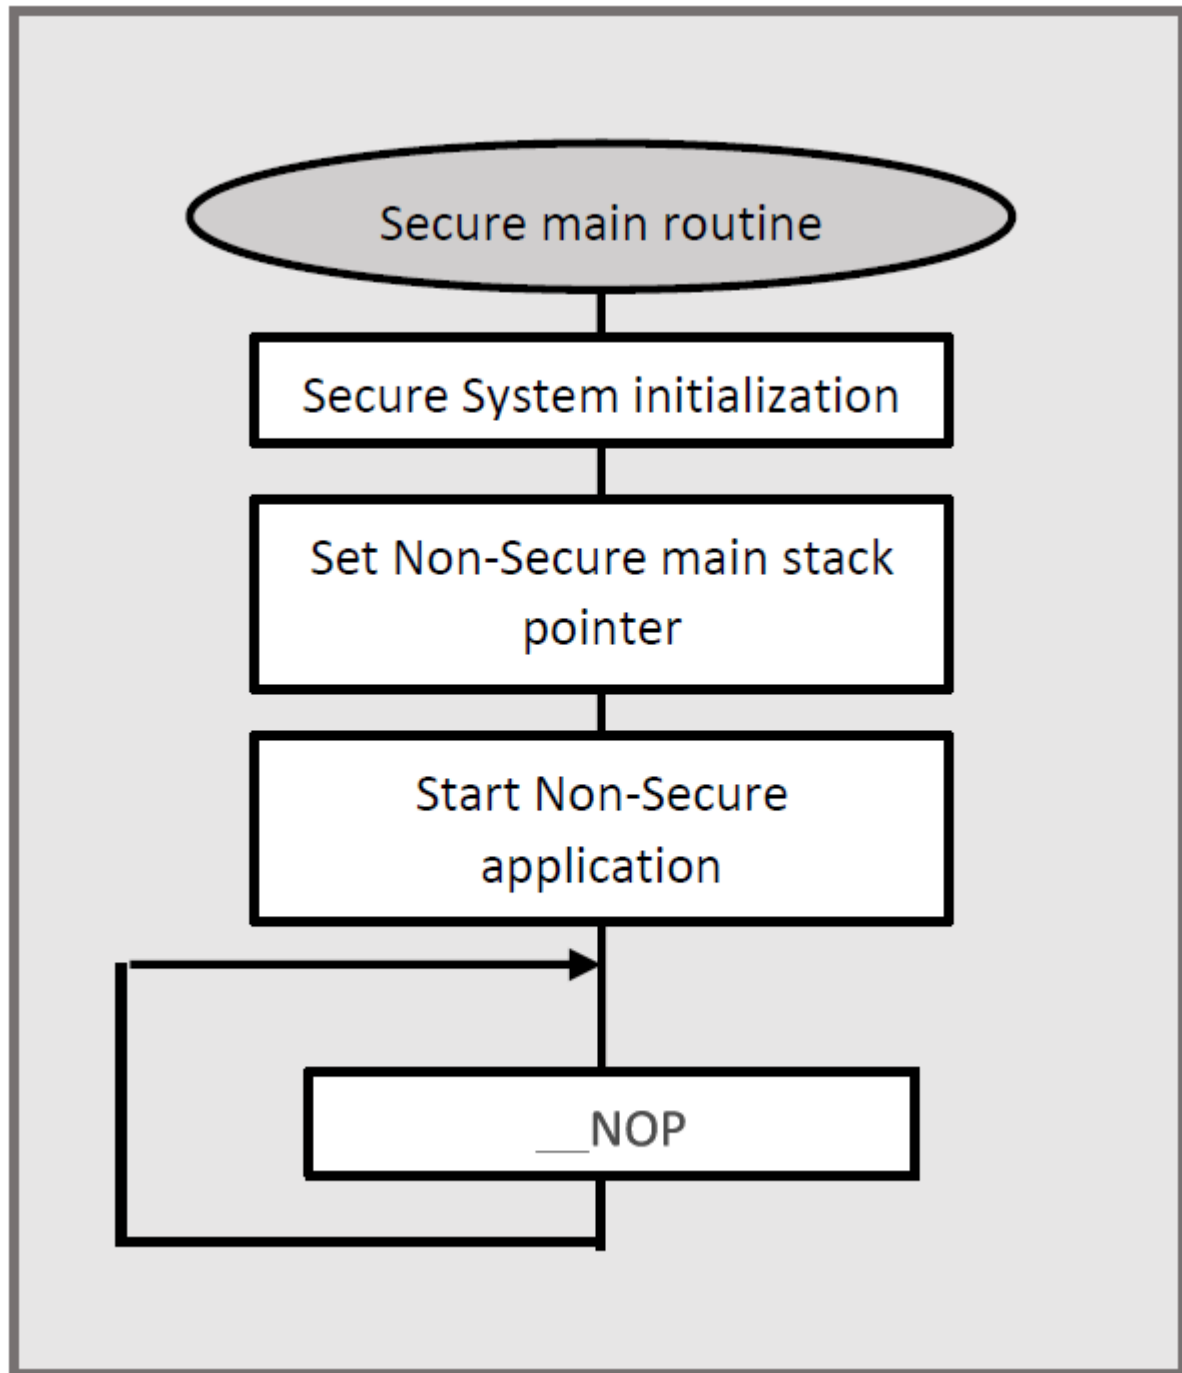 Secure main routine
Secure System initialization
Set Non-Secure main stack
pointer
Start Non-Secure
application
__NOP